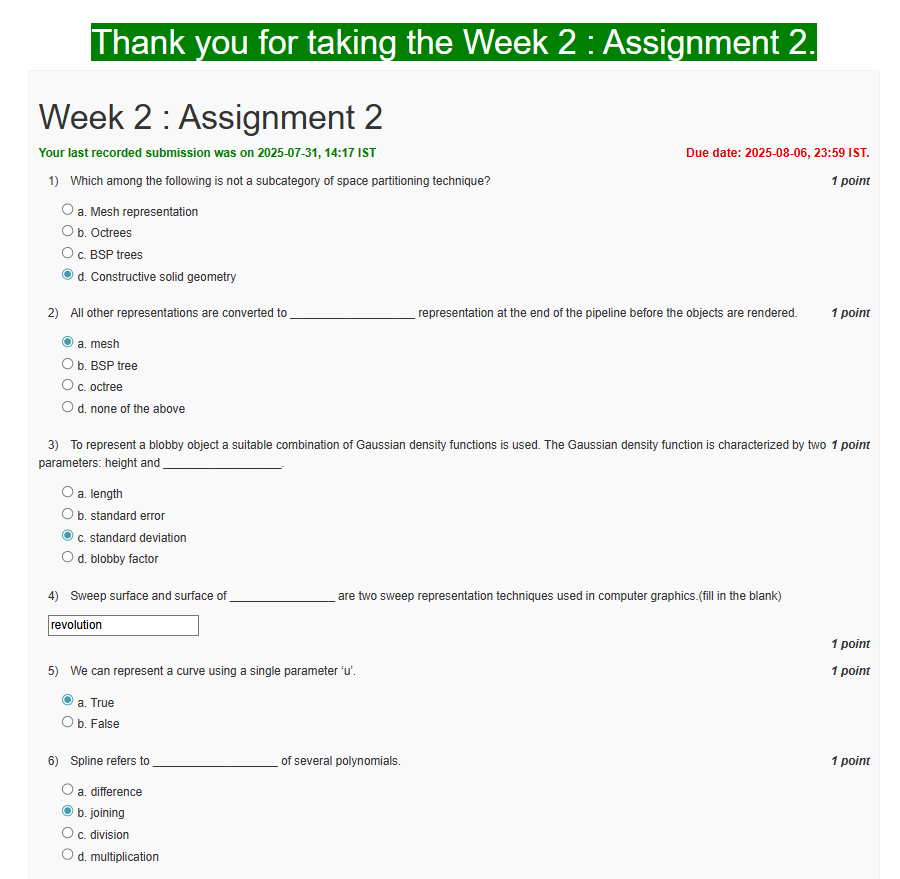 Thank you for taking the Week 2 : Assignment 2.
Week 2 : Assignment 2
Your last recorded submission was on 2025-07-31, 14:17 IST Due date: 2025-08-06, 23:59 IST.
1) Which among the following is not a subcategory of space partitioning technique? 1 point
a. Mesh representation
b. Octrees
c. BSP trees
d. Constructive solid geometry
2) All other representations are converted to ___________________ representation at the end of the pipeline before the objects are rendered. 1 point
a. mesh
b. BSP tree
c. octree
d. none of the above
3) To represent a blobby object a suitable combination of Gaussian density functions is used. The Gaussian density function is characterized by two 1 point
parameters: height and __________________.
a. length
b. standard error
c. standard deviation
d. blobby factor
4) Sweep surface and surface of ________________ are two sweep representation techniques used in computer graphics.(fill in the blank)
revolution
1 point
5) We can represent a curve using a single parameter ‘u’. 1 point
a. True
b. False
6) Spline refers to ___________________ of several polynomials. 1 point
a. difference
b. joining
c. division
d. multiplication